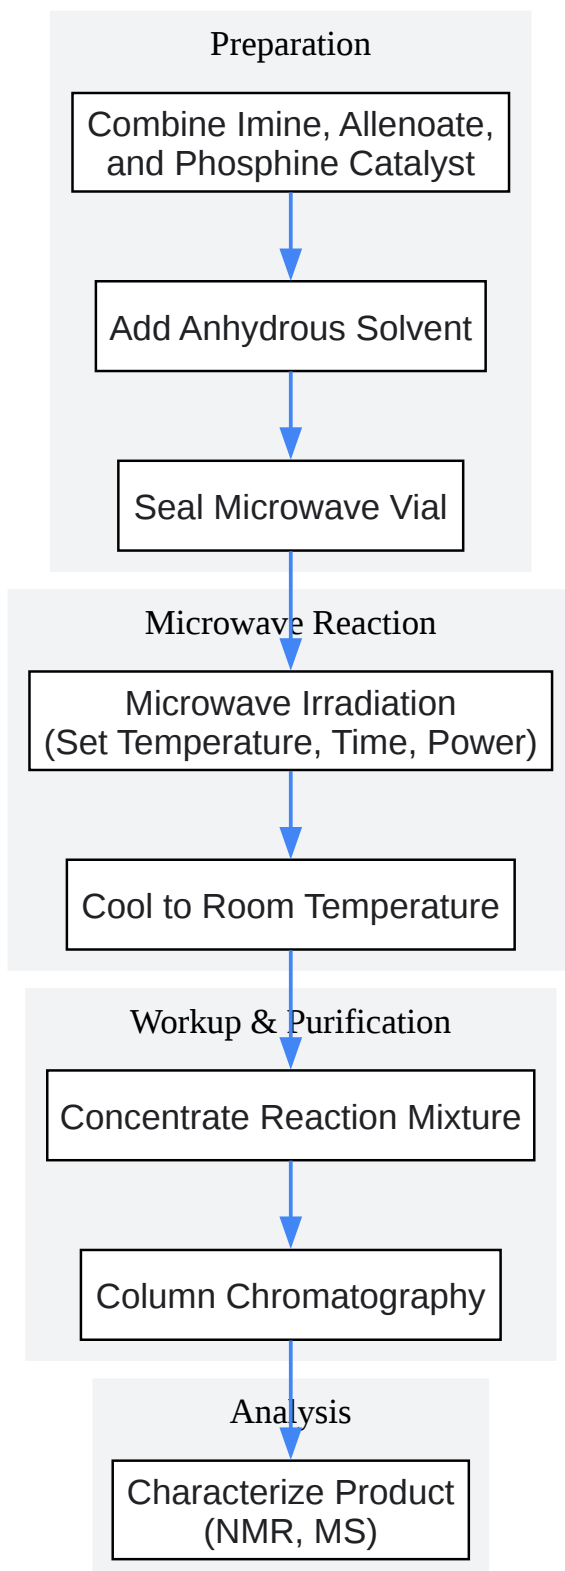 Preparation
Combine Imine, Allenoate,
and Phosphine Catalyst
Add Anhydrous Solvent
Seal Microwave Vial
Microwave Reaction
Microwave Irradiation
(Set Temperature, Time, Power)
Cool to Room Temperature
Workup & Purification
Concentrate Reaction Mixture
Column Chromatography
Analysis
Characterize Product
(NMR, MS)